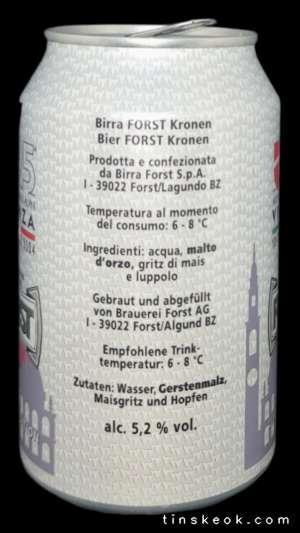 Birra FORST Kronen
Bier FORST Kronen
Prodotta e confezionata
da Birra Forst S.p.A.
I - 39022 Forst/Lagundo BZ
Temperatura al momento
del consumo: 6 - 8 °C
Ingredienti: acqua, malto
d'orzo, gritz di mais
e luppolo
Gebraut und abgefüllt
von Brauerei Forst AG
I - 39022 Forst/Algund BZ
Empfohlene Trink-
temperatur: 6 - 8 °C
Zutaten: Wasser, Gerstenmalz,
Maisgritz und Hopfen
alc. 5,2 % vol.
tinskeok.com